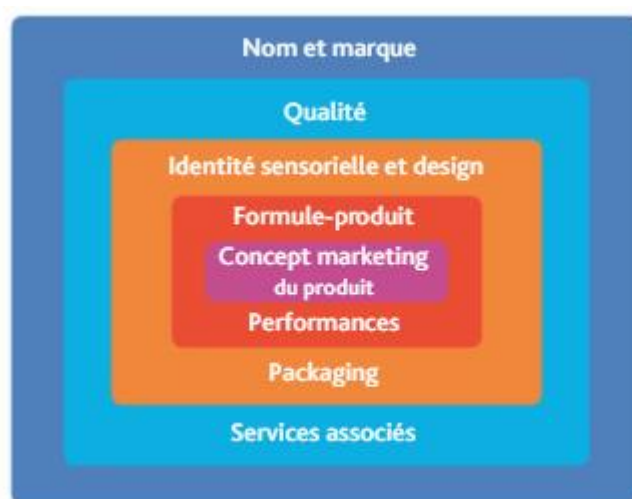 Nom et marque
Qualité
Identité sensorielle et design
Formule-produit
Concept marketing
du produit
Performances
Packaging
Services associés